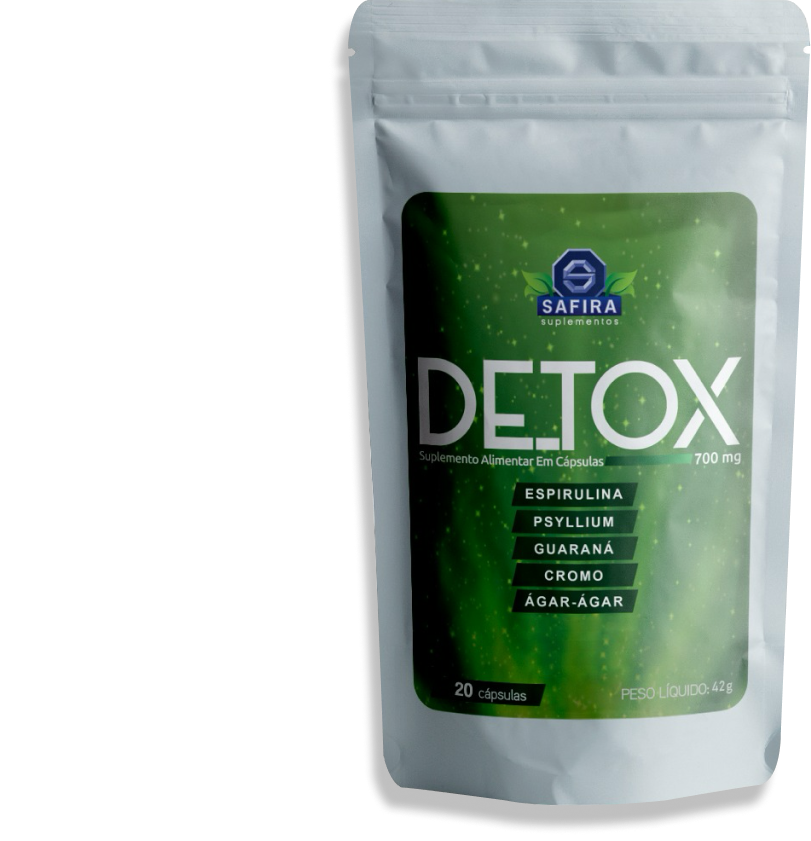 SAFIRA
suplementos
DETOX
Suplemento Alimentar Em Cápsulas 700 mg
ESPIRULINA
PSYLLIUM
GUARANÁ
CROMO
ÁGAR-ÁGAR
20 cápsulas PESO LÍQUIDO: 42g